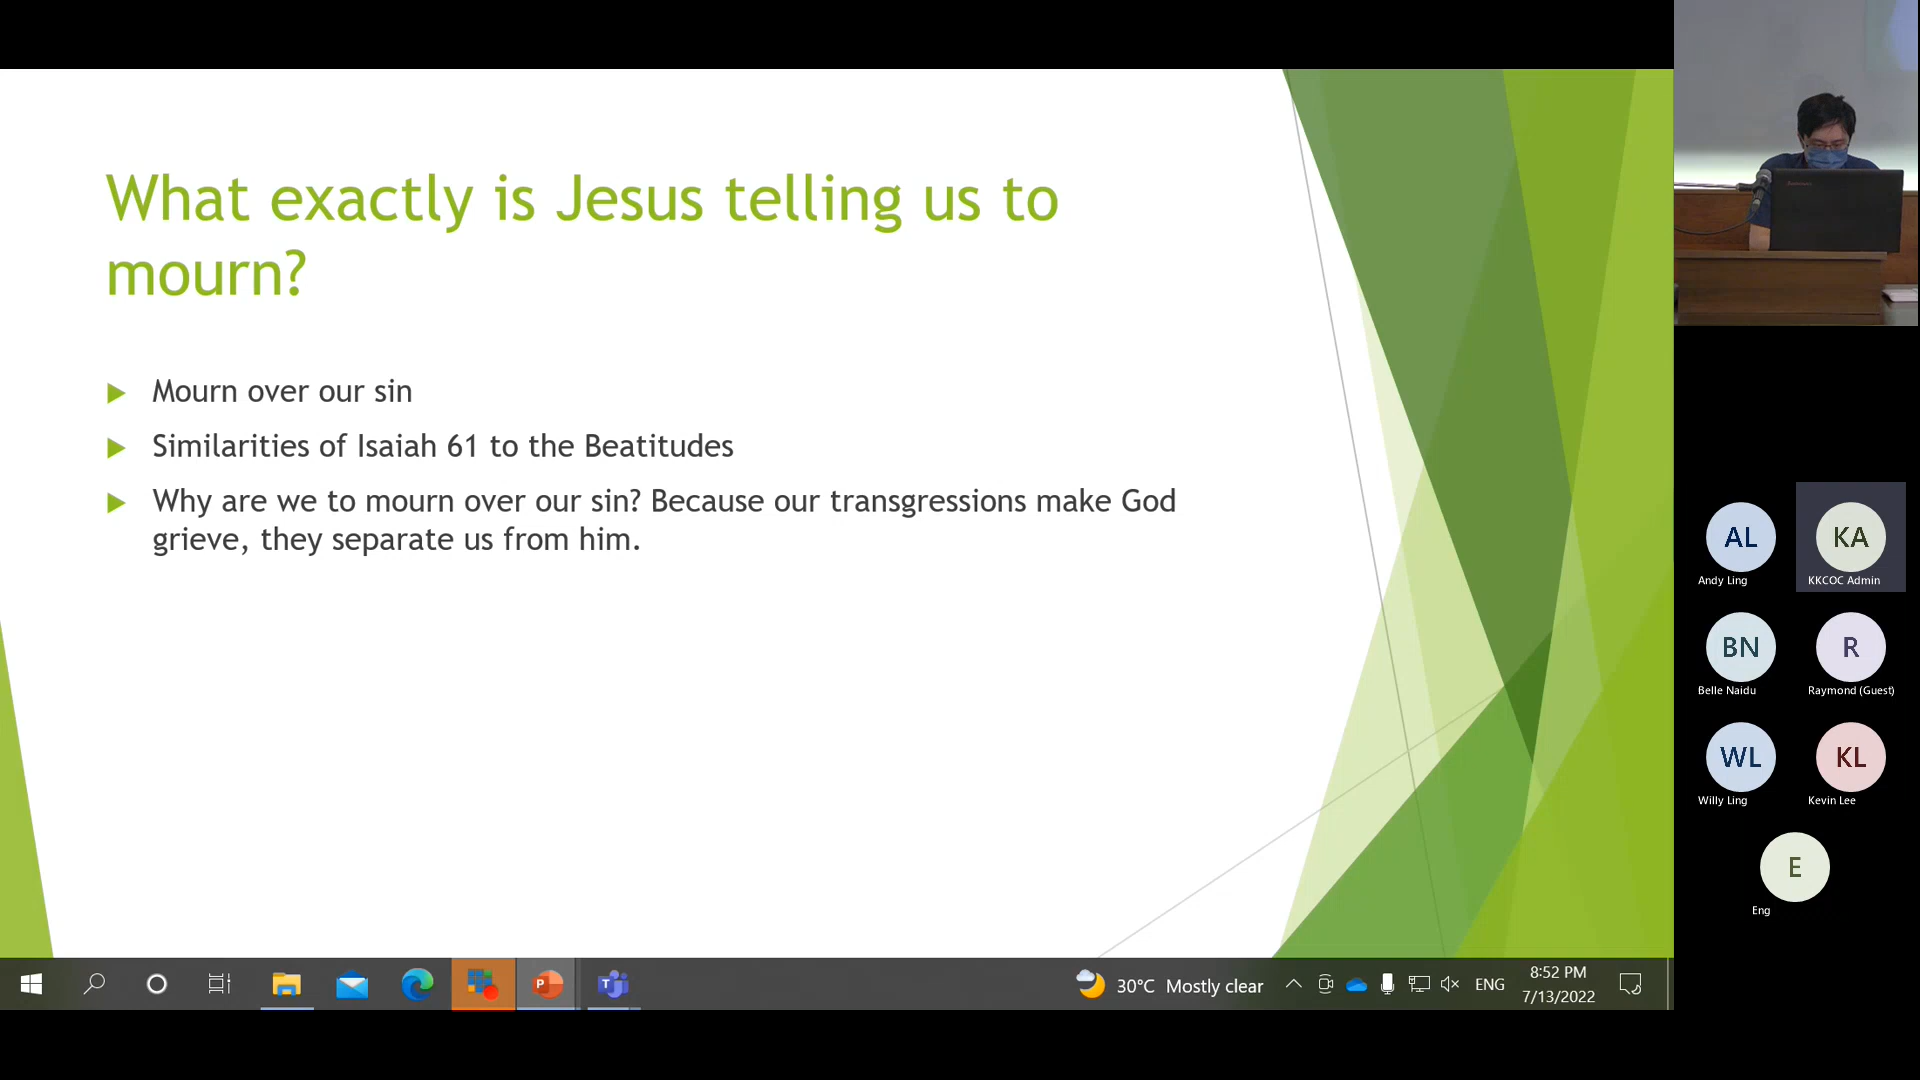 What exactly is Jesus telling us to
mourn?
Mourn over our sin
Similarities of Isaiah 61 to the Beatitudes
Why are we to mourn over our sin? Because our transgressions make God
grieve, they separate us from him.
AL
Andy Ling
KA
KKCOC Admin
BN
Belle Naidu
R
Raymond (Guest)
WL
Willy Ling
KL
Kevin Lee
E
Eng
30°C Mostly clear
ENG
8:52 PM
7/13/2022